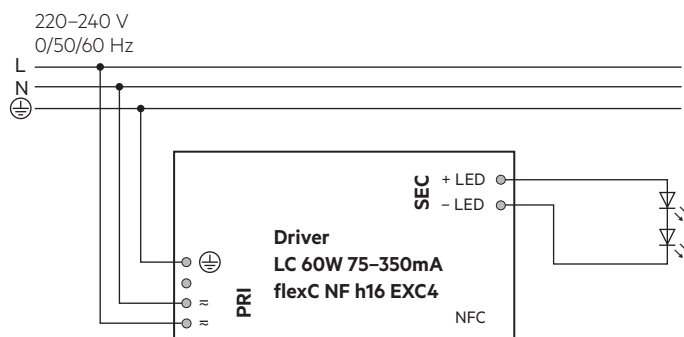 220–240 V
0/50/60 Hz
L
N
SEC
+ LED
– LED
Driver
LC 60W 75–350mA
flexC NF h16 EXC4
PRI
≂
≂
NFC